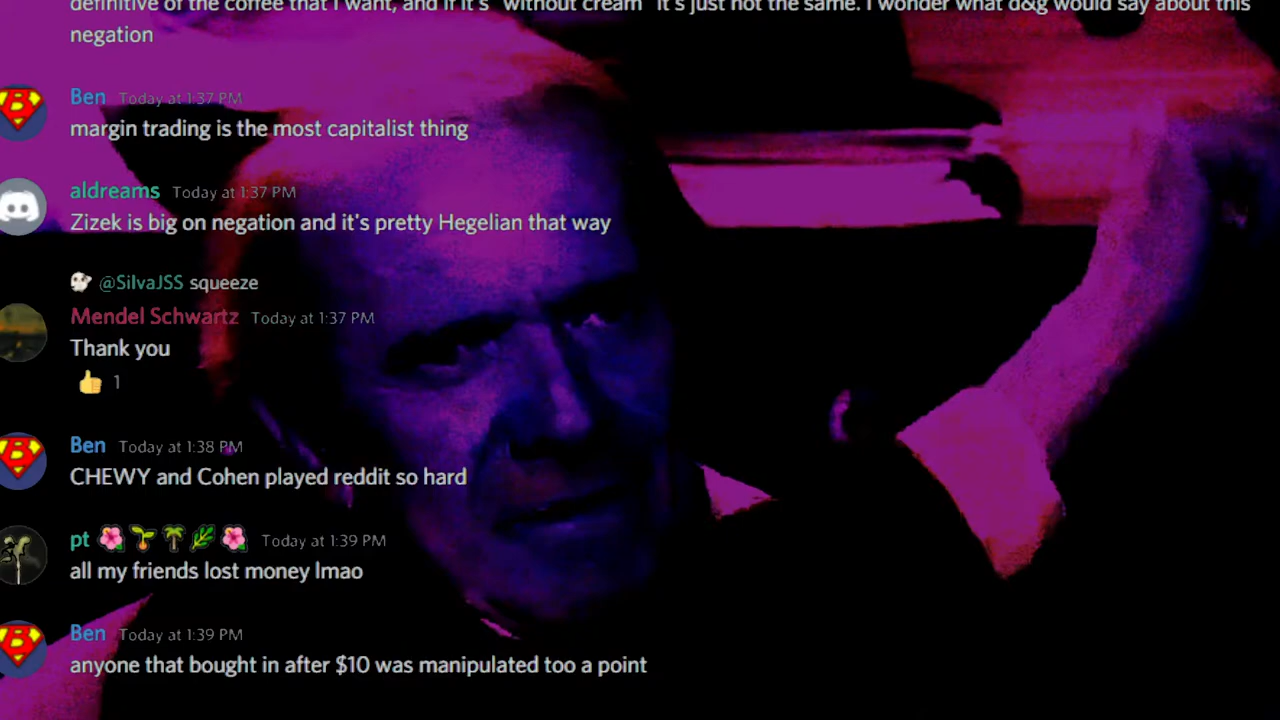 definitive of the coffee that I want, and if it's "without cream" it's just not the same. I wonder what d&g would say about this
negation
Ben Today at 1:37 PM
margin trading is the most capitalist thing
aldreams Today at 1:37 PM
Zizek is big on negation and it's pretty Hegelian that way
@SilvaJSS squeeze
Mendel Schwartz Today at 1:37 PM
Thank you
👍 1
Ben Today at 1:38 PM
CHEWY and Cohen played reddit so hard
pt 🌺🌱🌴🌿🌺 Today at 1:39 PM
all my friends lost money lmao
Ben Today at 1:39 PM
anyone that bought in after $10 was manipulated too a point